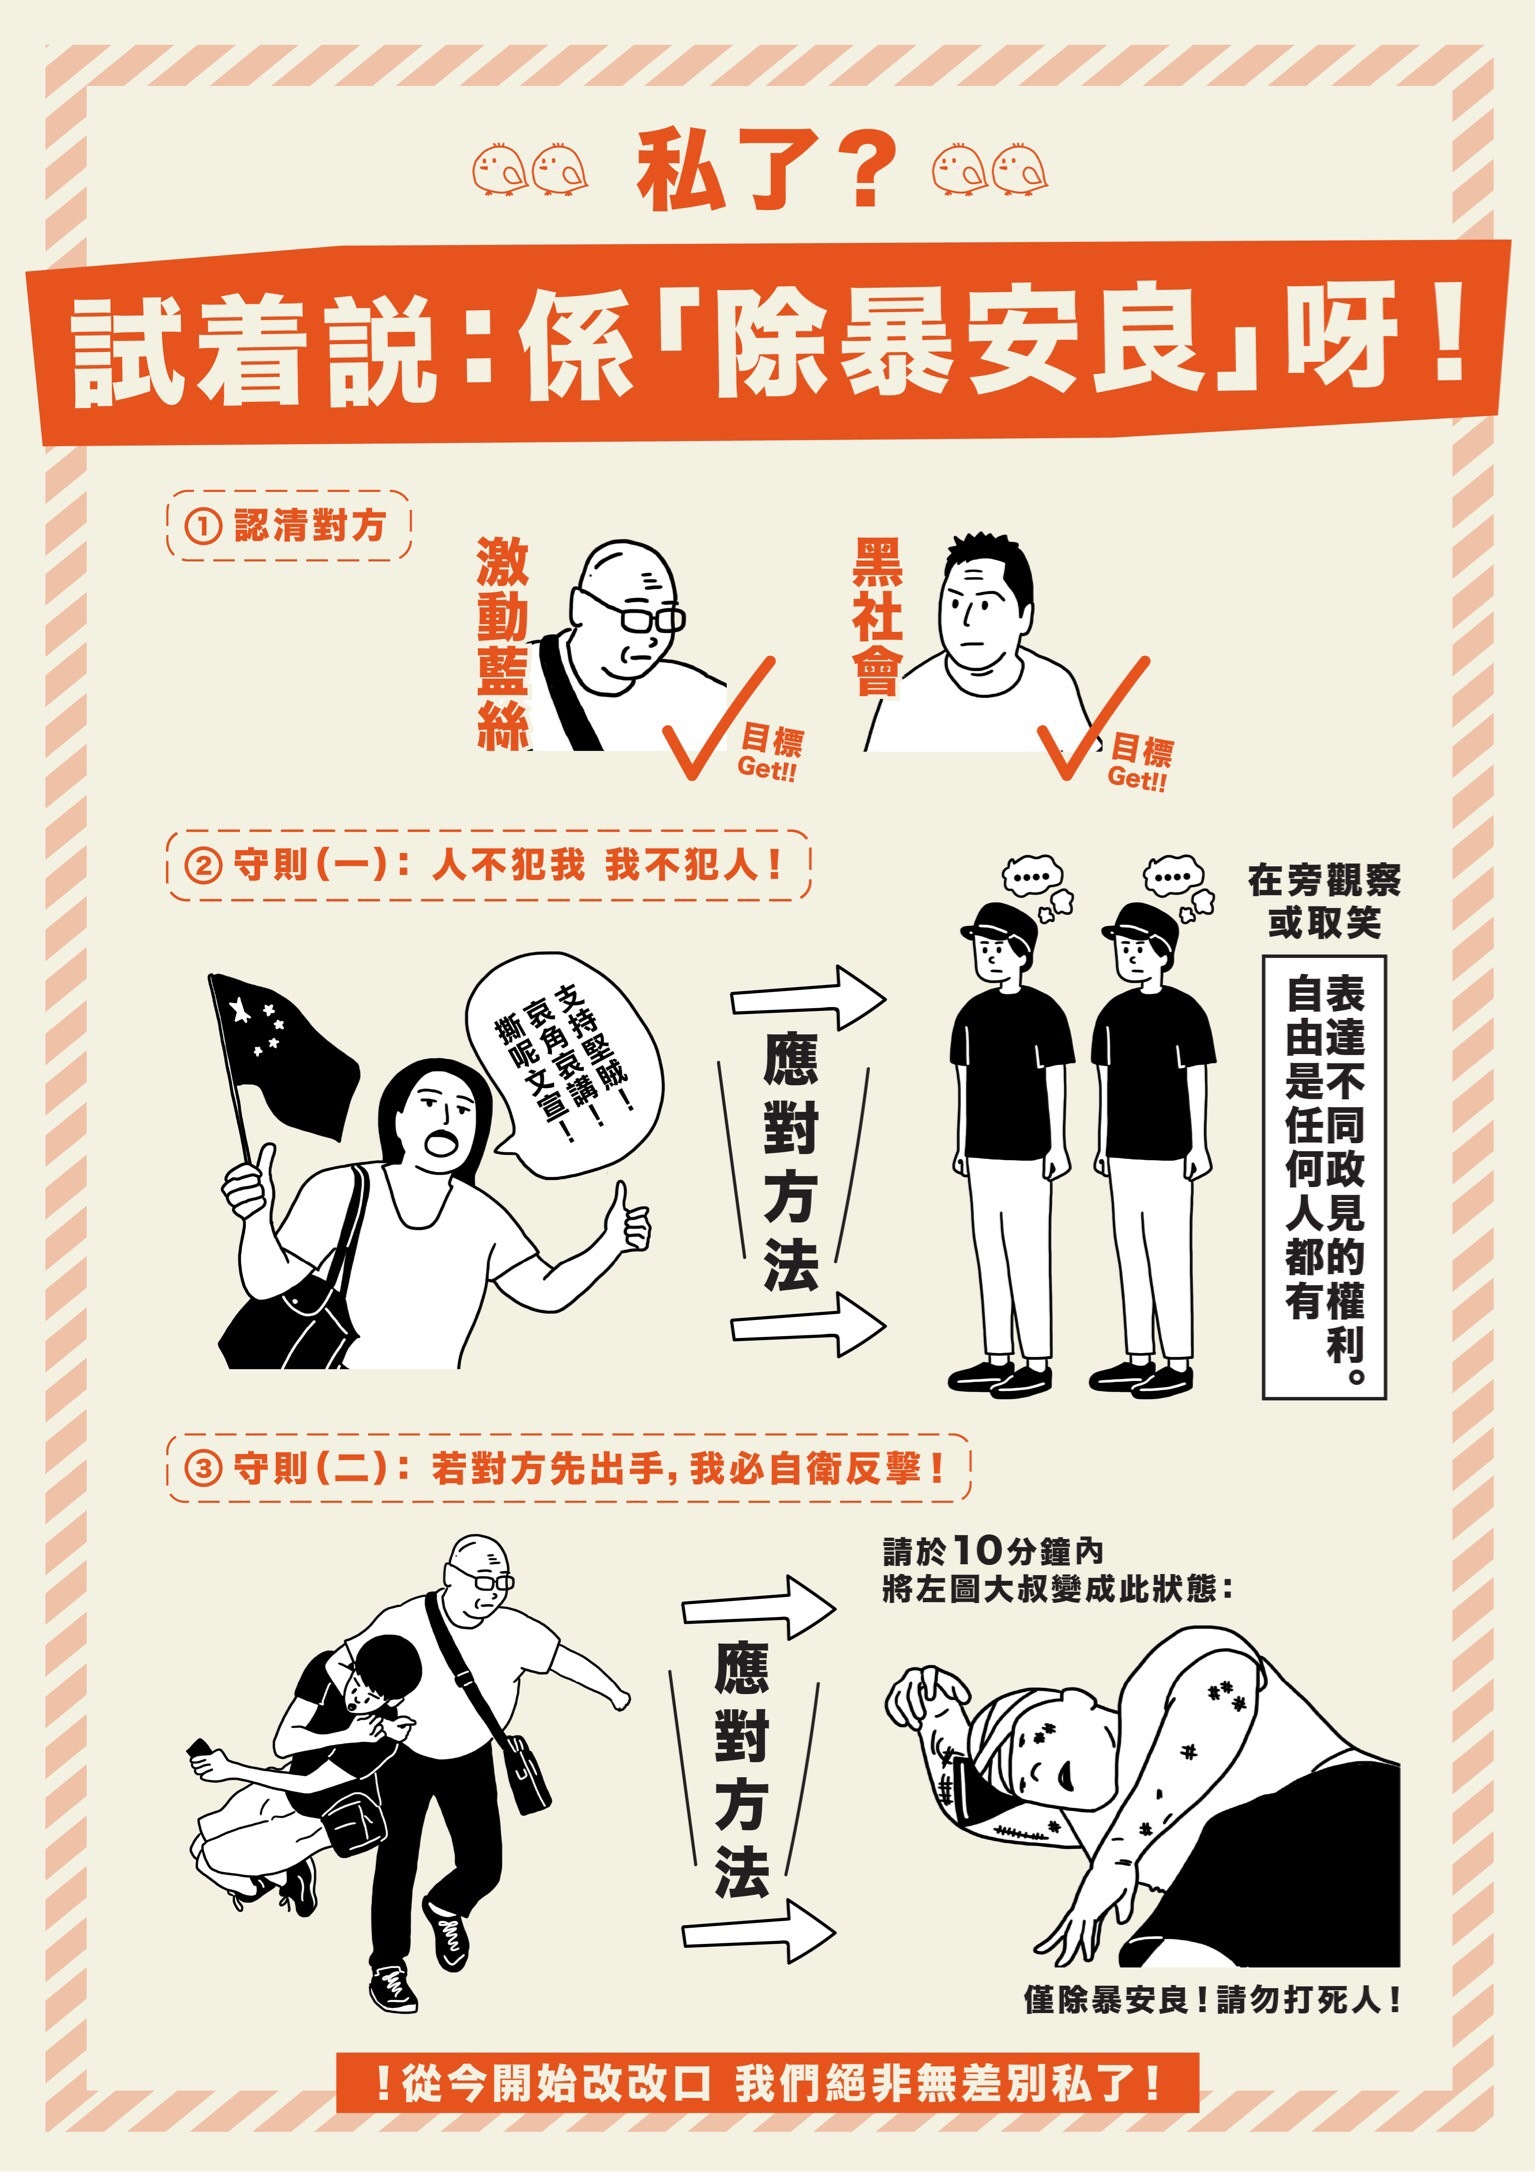 私了？
試着説：係「除暴安良」呀！
① 認清對方
激動藍絲
目標
Get!!
黑社會
目標
Get!!
② 守則（一）：人不犯我 我不犯人！
支持堅賊！
哀角哀講！
撕呢文宣！
應對方法
在旁觀察
或取笑
表達不同政見的權利。
自由是任何人都有
③ 守則（二）：若對方先出手，我必自衛反擊！
應對方法
請於10分鐘內
將左圖大叔變成此狀態：
僅除暴安良！請勿打死人！
！從今開始改改口 我們絕非無差別私了！